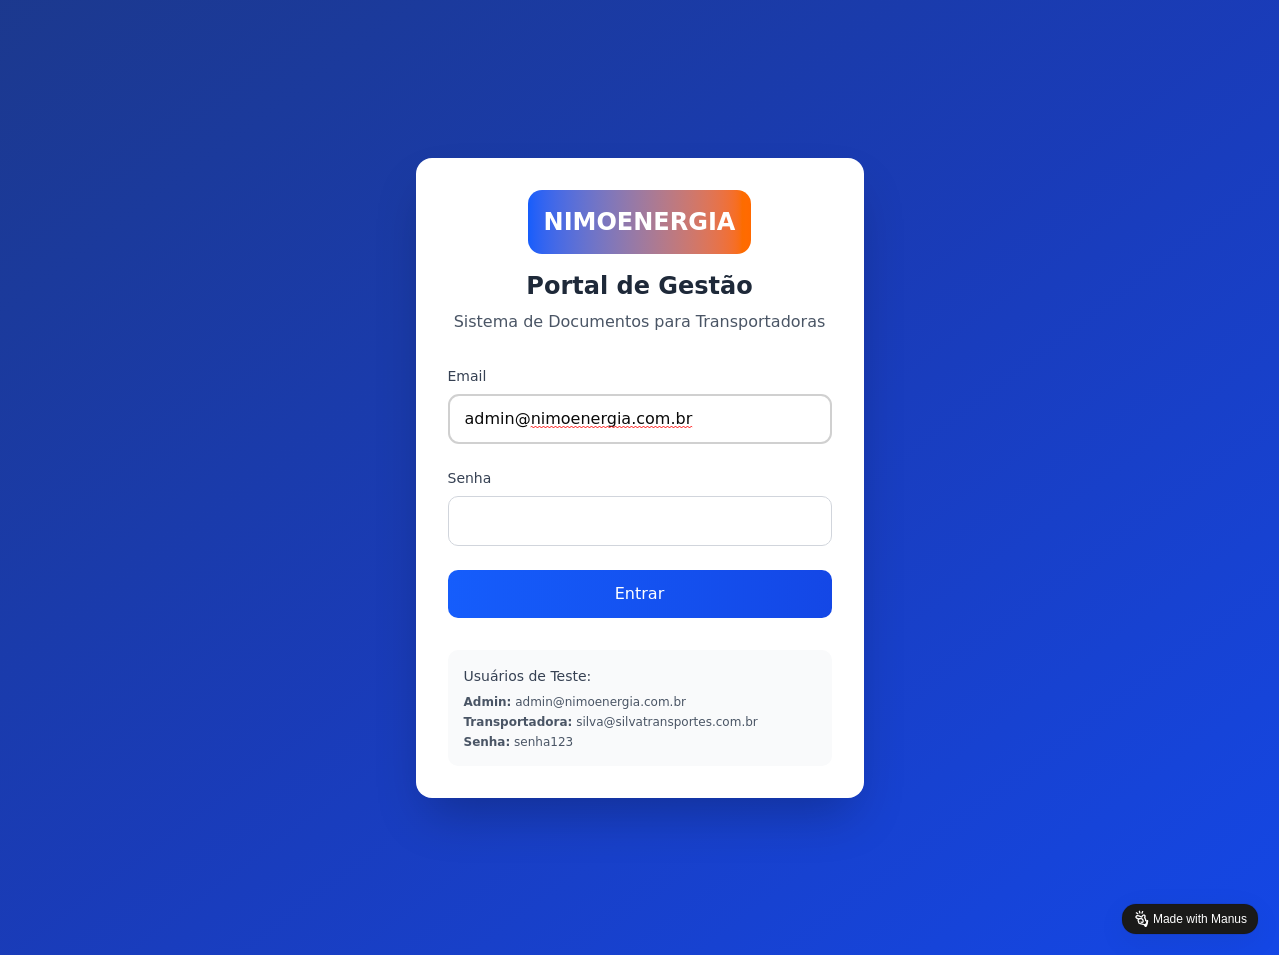 NIMOENERGIA
Portal de Gestão
Sistema de Documentos para Transportadoras
Email
admin@nimoenergia.com.br
Senha
Entrar
Usuários de Teste:
Admin: admin@nimoenergia.com.br
Transportadora: silva@silvatransportes.com.br
Senha: senha123
Made with Manus